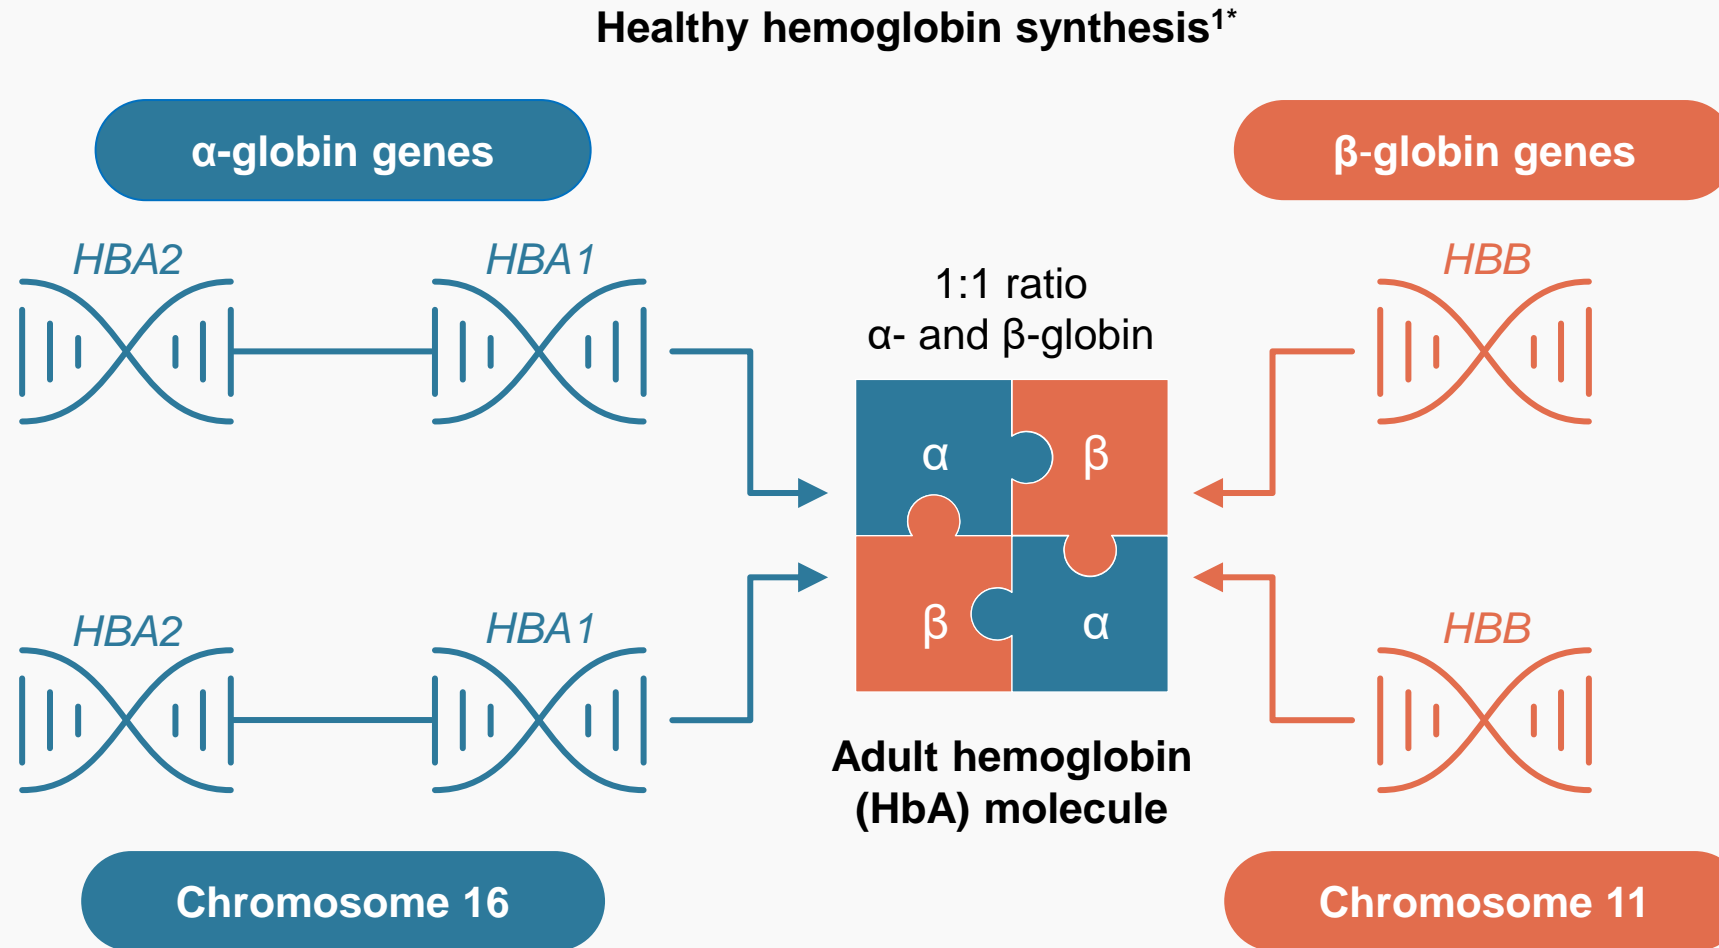 Healthy hemoglobin synthesis1*
α-globin genes
β-globin genes
HBA2
HBA1
HBB
1:1 ratio
α- and β-globin
α
β
β
α
HBA2
HBA1
HBB
Adult hemoglobin
(HbA) molecule
Chromosome 16
Chromosome 11